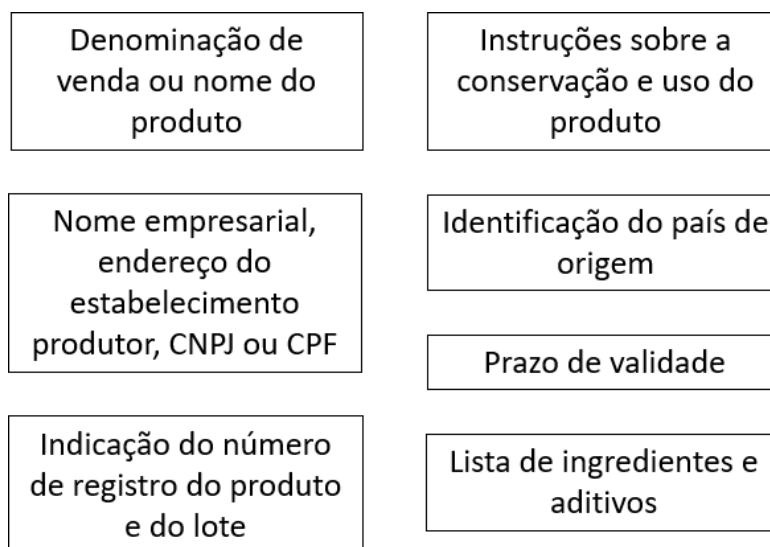 Denominação de
venda ou nome do
produto
Nome empresarial,
endereço do
estabelecimento
produtor, CNPJ ou CPF
Indicação do número
de registro do produto
e do lote
Instruções sobre a
conservação e uso do
produto
Identificação do país de
origem
Prazo de validade
Lista de ingredientes e
aditivos